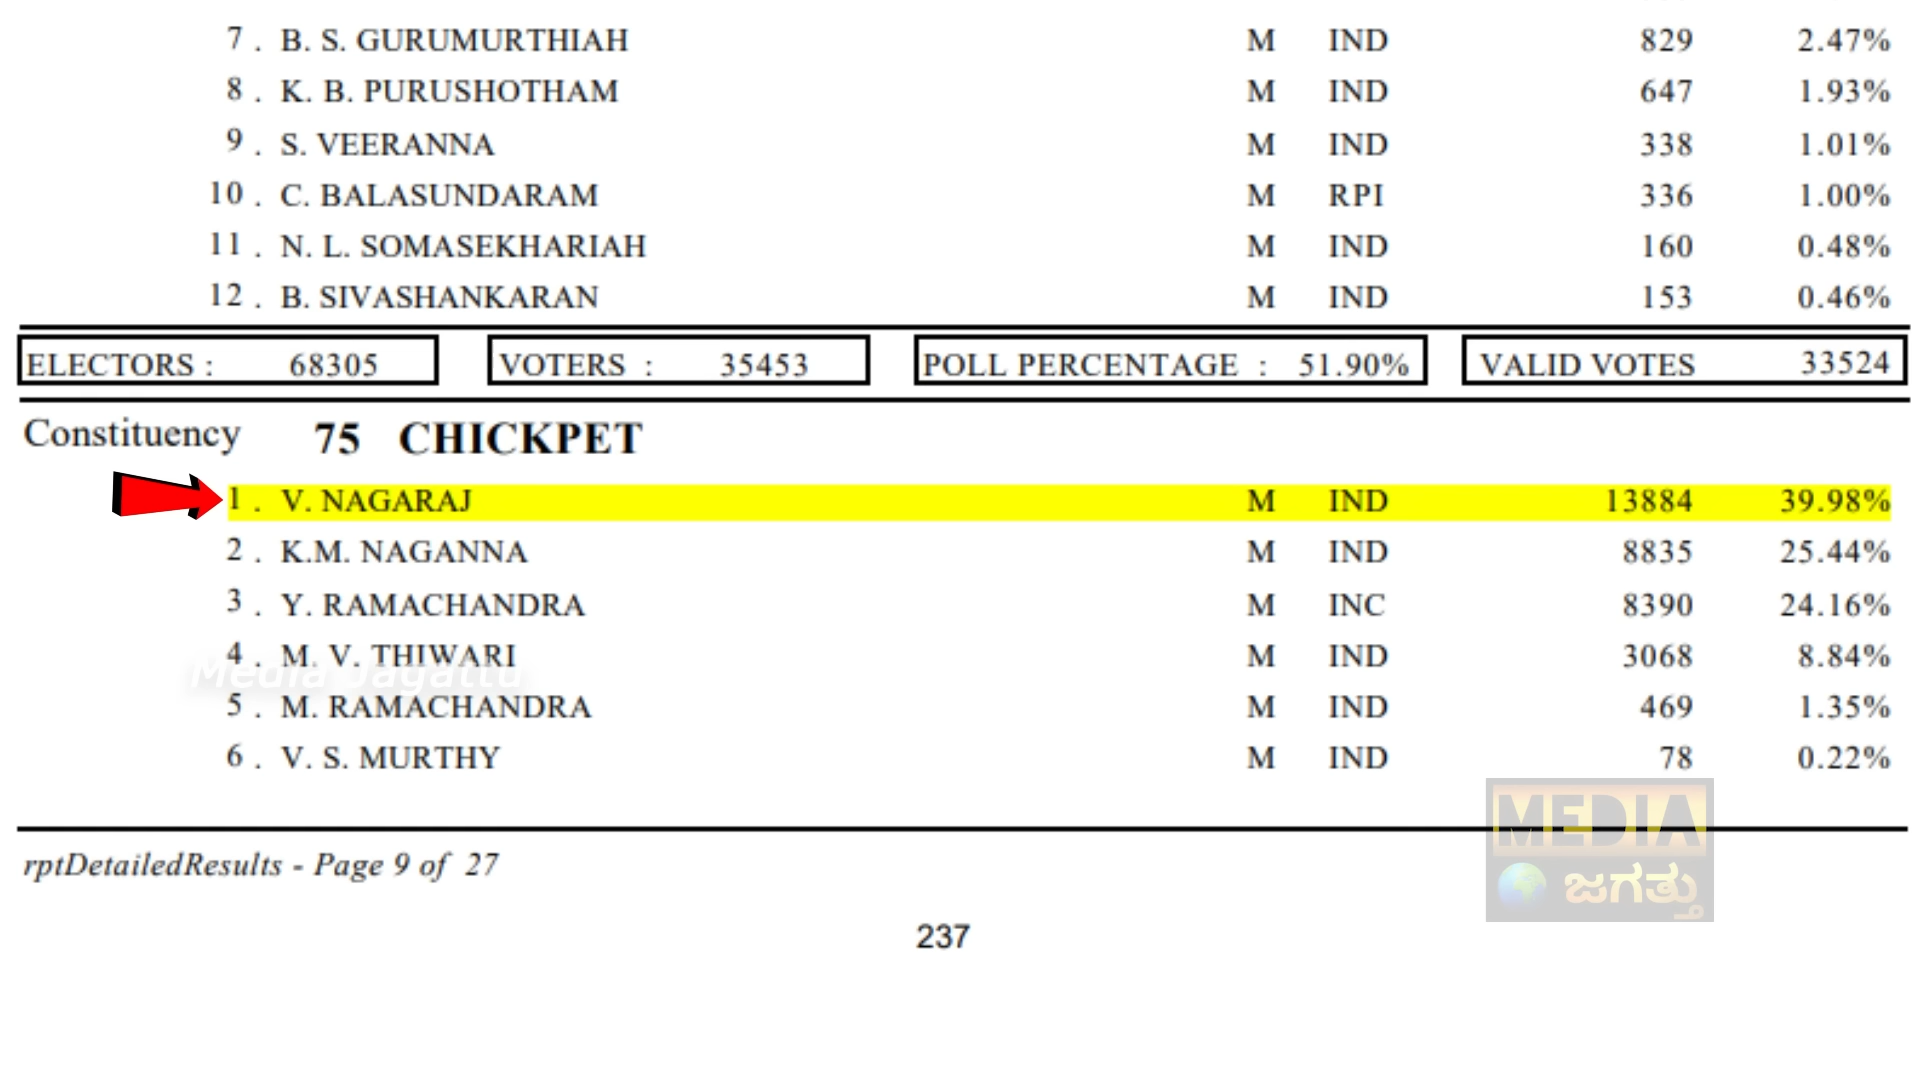 7 . B. S. GURUMURTHIAH M IND 829 2.47%
8 . K. B. PURUSHOTHAM M IND 647 1.93%
9 . S. VEERANNA M IND 338 1.01%
10 . C. BALASUNDARAM M RPI 336 1.00%
11 . N. L. SOMASEKHARIAH M IND 160 0.48%
12 . B. SIVASHANKARAN M IND 153 0.46%
ELECTORS : 68305 VOTERS : 35453 POLL PERCENTAGE : 51.90% VALID VOTES 33524
Constituency 75 CHICKPET
1 . V. NAGARAJ M IND 13884 39.98%
2 . K.M. NAGANNA M IND 8835 25.44%
3 . Y. RAMACHANDRA M INC 8390 24.16%
4 . M. V. THIWARI M IND 3068 8.84%
Media Jagattu
5 . M. RAMACHANDRA M IND 469 1.35%
6 . V. S. MURTHY M IND 78 0.22%
MEDIA
ಜಗತ್ತು
rptDetailedResults - Page 9 of 27
237